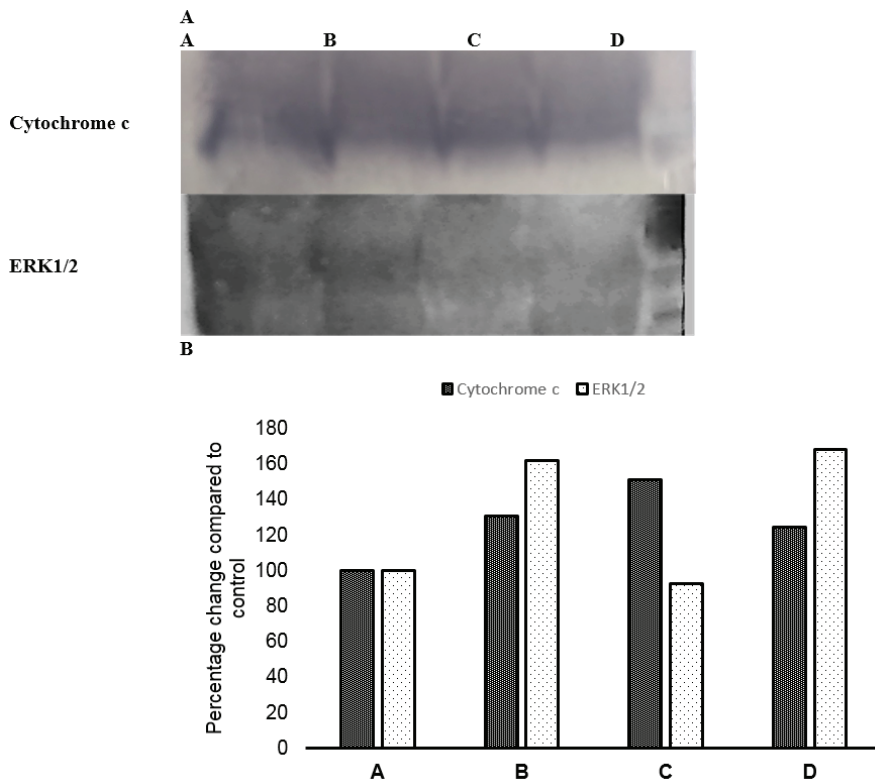 A
A B C D
Cytochrome c
ERK1/2
B
Cytochrome c ERK1/2
180
160
140
120
100
80
60
40
20
0
Percentage change compared to
control
A B C D